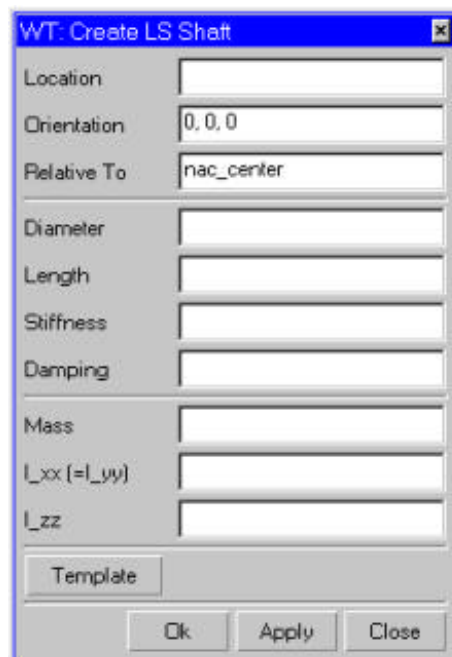 WT: Create LS Shaft
Location
Orientation 0, 0, 0
Relative To nac_center
Diameter
Length
Stiffness
Damping
Mass
I_xx (=I_yy)
I_zz
Template
Ok Apply Close